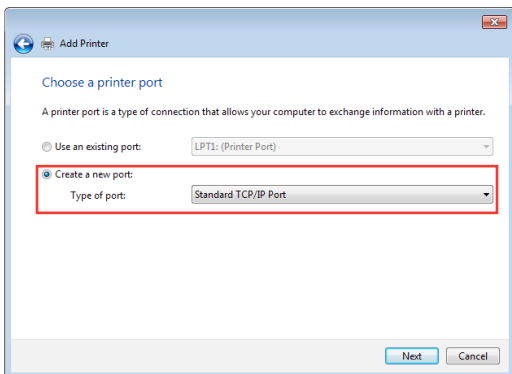 Add Printer
Choose a printer port
A printer port is a type of connection that allows your computer to exchange information with a printer.
Use an existing port: LPT1: (Printer Port)
Create a new port:
Type of port: Standard TCP/IP Port
Next Cancel